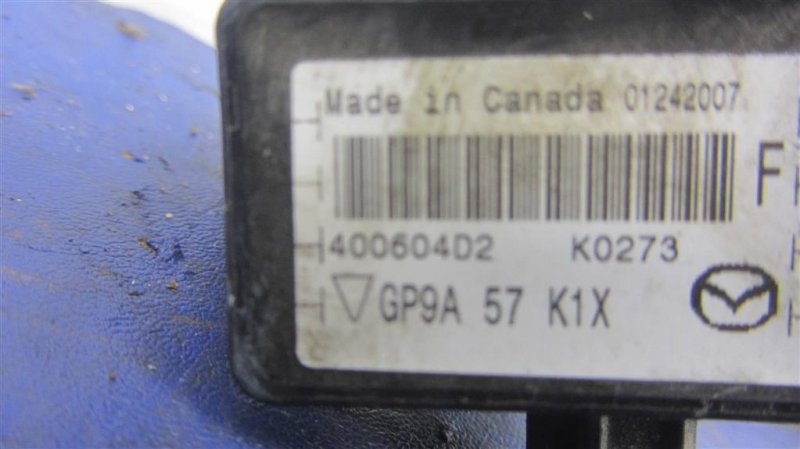 Made in Canada 01242007
F
400604D2 K0273
GP9A 57 K1X